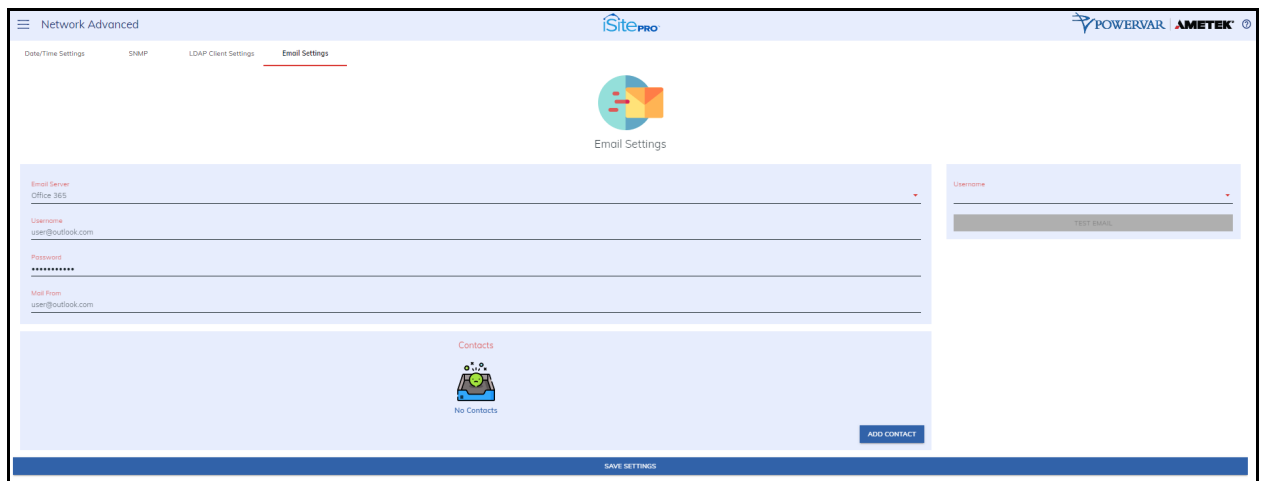 Network Advanced
iSitePRO
POWERVAR AMETEK®
Date/Time Settings SNMP LDAP Client Settings Email Settings
Email Settings
Email Server
Office 365
Username
user@outlook.com
Password
•••••••••••
Mail From
user@outlook.com
Username
TEST EMAIL
Contacts
No Contacts
ADD CONTACT
SAVE SETTINGS